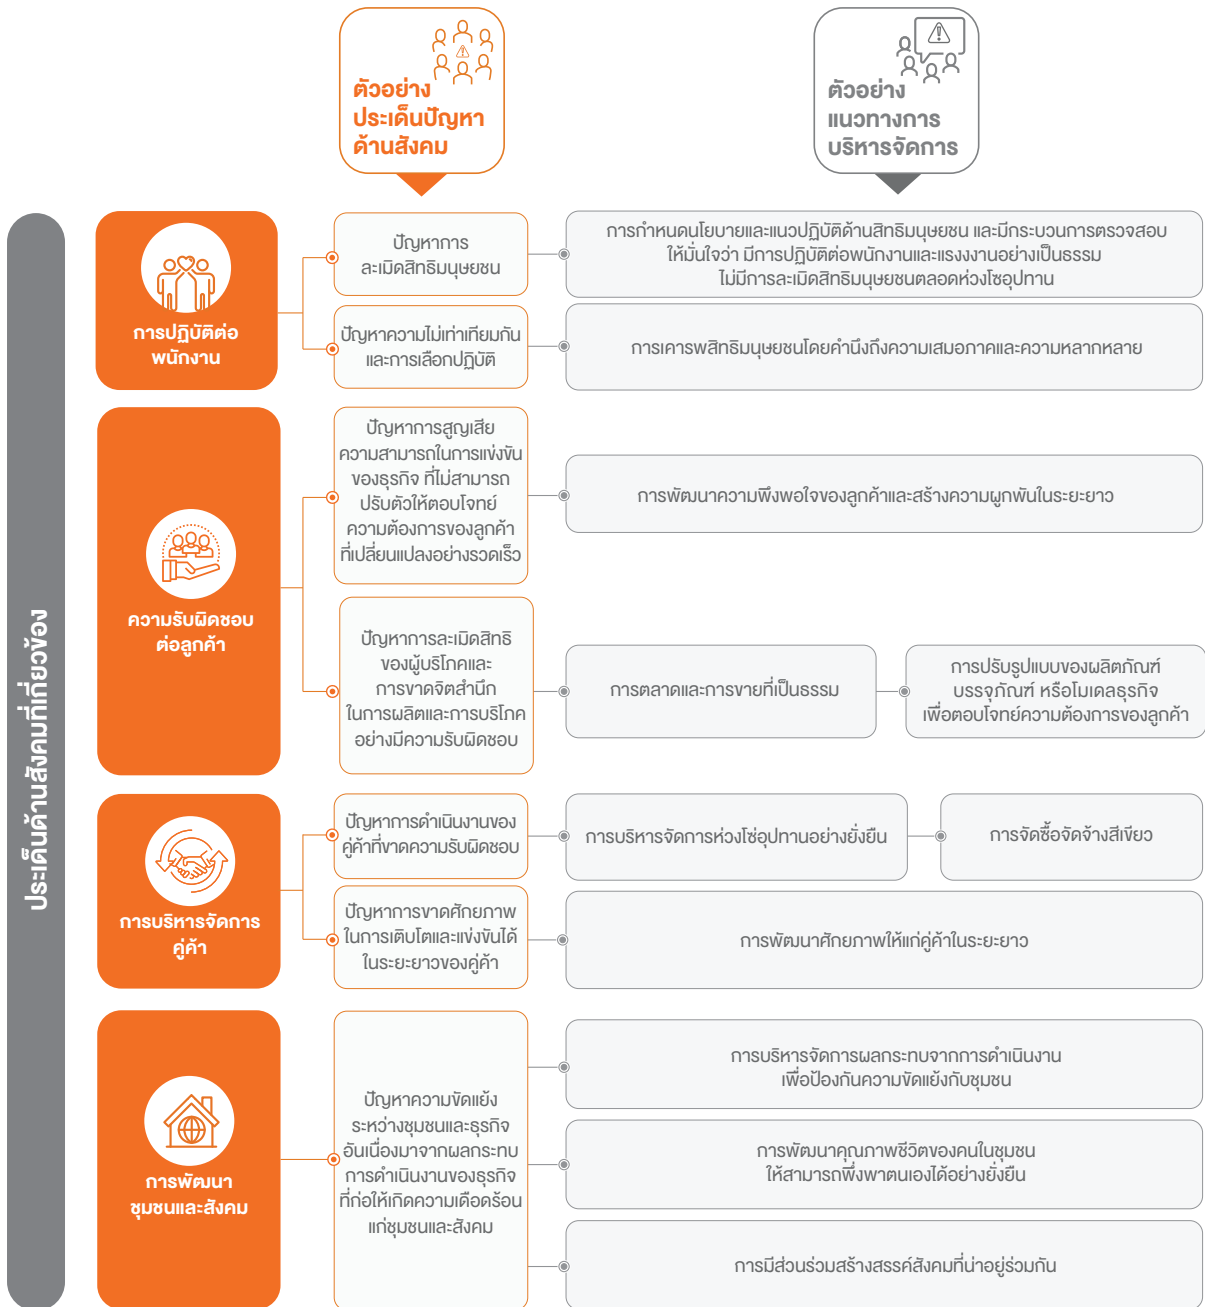 ตัวอย่าง
ประเด็นปัญหา
ด้านสังคม
ตัวอย่าง
แนวทางการ
บริหารจัดการ
ประเด็นด้านสังคมที่เกี่ยวข้อง
การปฏิบัติต่อ
พนักงาน
ปัญหาการ
ละเมิดสิทธิมนุษยชน
การกำหนดนโยบายและแนวปฏิบัติด้านสิทธิมนุษยชน และมีกระบวนการตรวจสอบ
ให้มั่นใจว่า มีการปฏิบัติต่อพนักงานและแรงงงานอย่างเป็นธรรม
ไม่มีการละเมิดสิทธิมนุษยชนตลอดห่วงโซ่อุปทาน
ปัญหาความไม่เท่าเทียมกัน
และการเลือกปฏิบัติ
การเคารพสิทธิมนุษยชนโดยคำนึงถึงความเสมอภาคและความหลากหลาย
ความรับผิดชอบ
ต่อลูกค้า
ปัญหาการสูญเสีย
ความสามารถในการแข่งขัน
ของธุรกิจ ที่ไม่สามารถ
ปรับตัวให้ตอบโจทย์
ความต้องการของลูกค้า
ที่เปลี่ยนแปลงอย่างรวดเร็ว
การพัฒนาความพึงพอใจของลูกค้าและสร้างความผูกพันในระยะยาว
ปัญหาการละเมิดสิทธิ
ของผู้บริโภคและ
การขาดจิตสำนึก
ในการผลิตและการบริโภค
อย่างมีความรับผิดชอบ
การตลาดและการขายที่เป็นธรรม
การปรับรูปแบบของผลิตภัณฑ์
บรรจุภัณฑ์ หรือโมเดลธุรกิจ
เพื่อตอบโจทย์ความต้องการของลูกค้า
การบริหารจัดการ
คู่ค้า
ปัญหาการดำเนินงานของ
คู่ค้าที่ขาดความรับผิดชอบ
การบริหารจัดการห่วงโซ่อุปทานอย่างยั่งยืน
การจัดซื้อจัดจ้างสีเขียว
ปัญหาการขาดศักยภาพ
ในการเติบโตและแข่งขันได้
ในระยะยาวของคู่ค้า
การพัฒนาศักยภาพให้แก่คู่ค้าในระยะยาว
การพัฒนา
ชุมชนและสังคม
ปัญหาความขัดแย้ง
ระหว่างชุมชนและธุรกิจ
อันเนื่องมาจากผลกระทบ
การดำเนินงานของธุรกิจ
ที่ก่อให้เกิดความเดือดร้อน
แก่ชุมชนและสังคม
การบริหารจัดการผลกระทบจากการดำเนินงาน
เพื่อป้องกันความขัดแย้งกับชุมชน
การพัฒนาคุณภาพชีวิตของคนในชุมชน
ให้สามารถพึ่งพาตนเองได้อย่างยั่งยืน
การมีส่วนร่วมสร้างสรรค์สังคมที่น่าอยู่ร่วมกัน